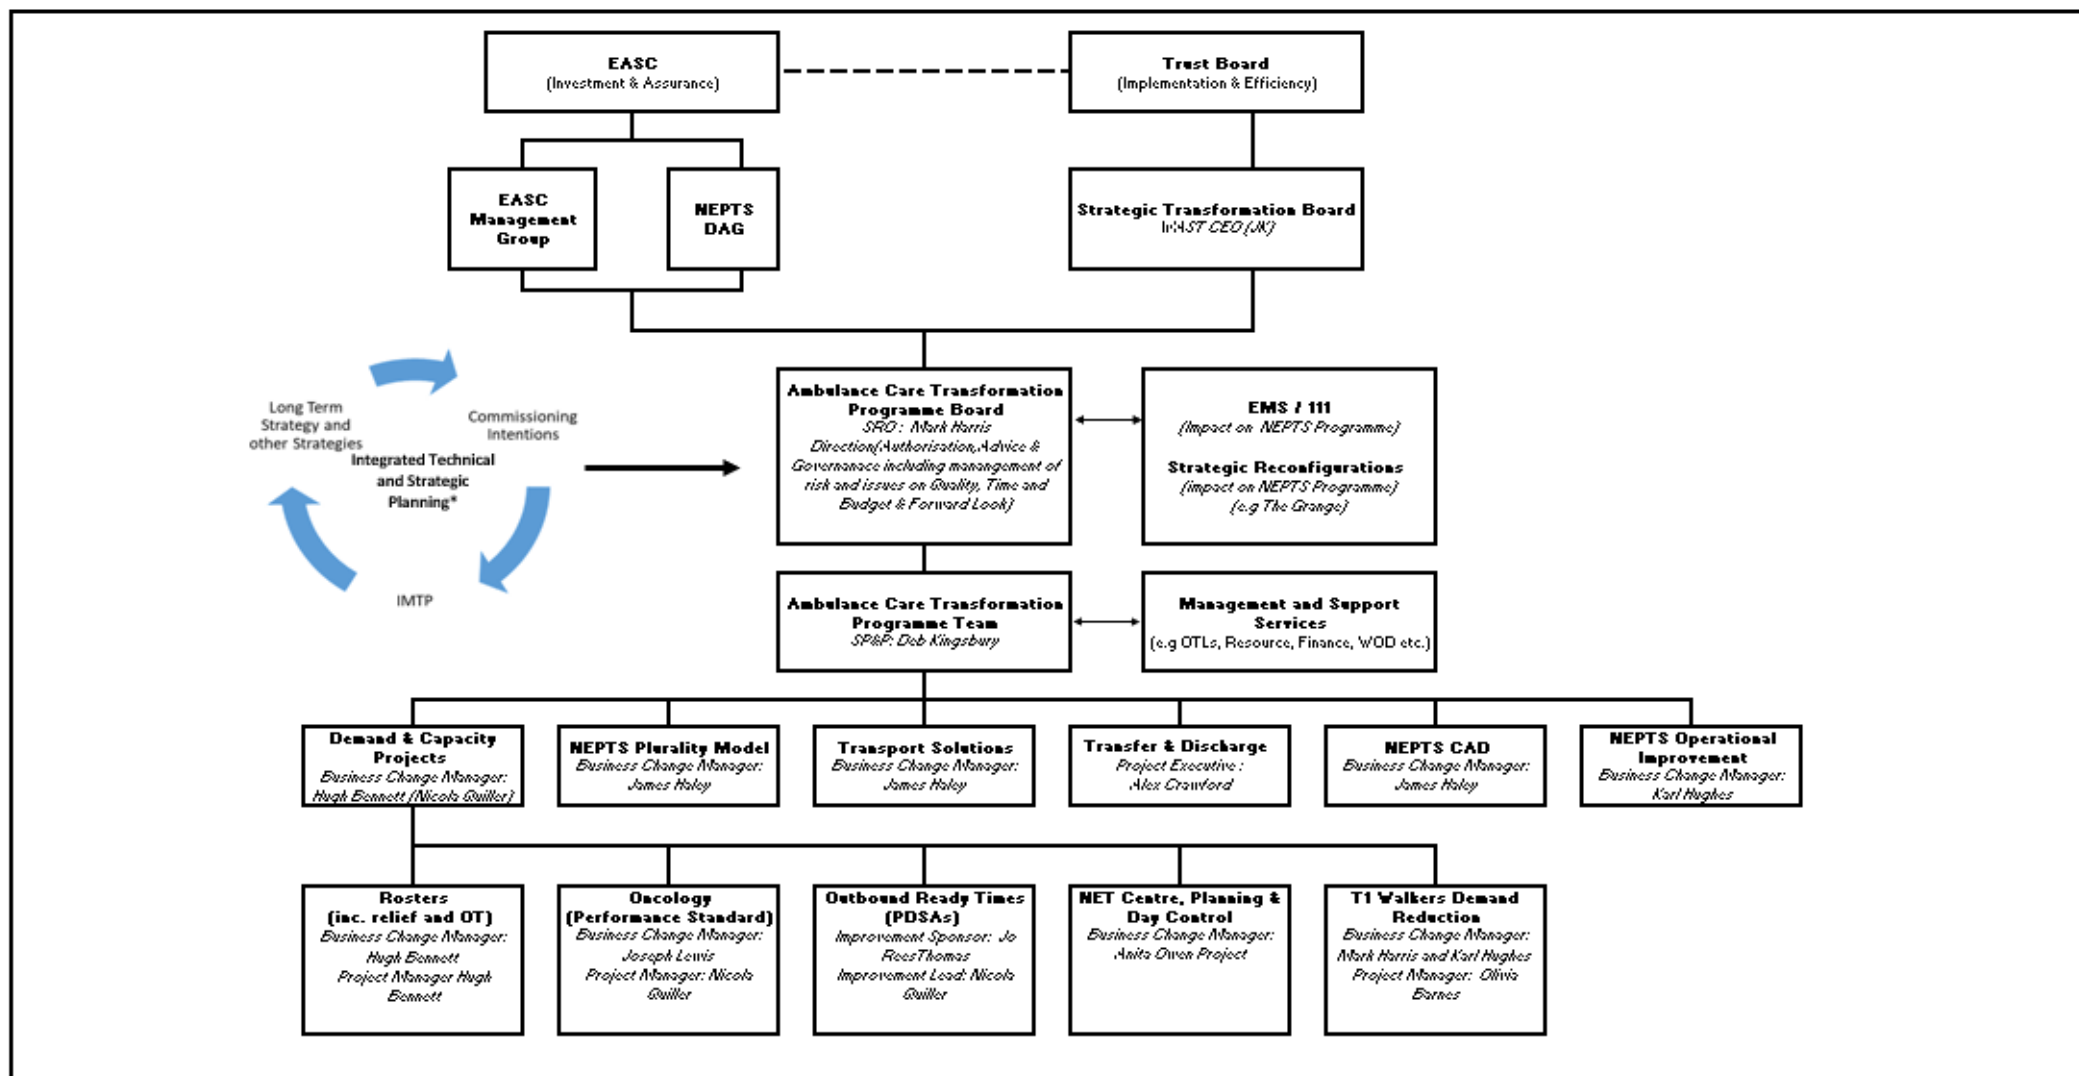 EASC
(Investment & Assurance)
Trust Board
(Implementation & Efficiency)
EASC
Management
Group
NEPTS
DAG
Strategic Transformation Board
WAST CEO (JK)
Long Term
Strategy and
other Strategies
Commissioning
Intentions
Integrated Technical
and Strategic
Planning*
IMTP
Ambulance Care Transformation
Programme Board
SRO : Mark Harris
Direction(Authorisation,Advice &
Governanace including manangement of
risk and issues on Quality, Time and
Budget & Forward Look)
EMS / 111
(Impact on NEPTS Programme)
Strategic Reconfigurations
(impact on NEPTS Programme)
(e.g The Grange)
Ambulance Care Transformation
Programme Team
SP&P: Deb Kingsbury
Management and Support
Services
(e.g OTLs, Resource, Finance, WOD etc.)
Demand & Capacity
Projects
Business Change Manager:
Hugh Bennett (Nicola Quiller)
NEPTS Plurality Model
Business Change Manager:
James Haley
Transport Solutions
Business Change Manager:
James Haley
Transfer & Discharge
Project Executive :
Alex Crawford
NEPTS CAD
Business Change Manager:
James Haley
NEPTS Operational
Improvement
Business Change Manager:
Karl Hughes
Rosters
(inc. relief and OT)
Business Change Manager:
Hugh Bennett
Project Manager Hugh
Bennett
Oncology
(Performance Standard)
Business Change Manager:
Joseph Lewis
Project Manager: Nicola
Quiller
Outbound Ready Times
(PDSAs)
Improvement Sponsor: Jo
ReesThomas
Improvement Lead: Nicola
Quiller
NET Centre, Planning &
Day Control
Business Change Manager:
Anita Owen Project
T1 Walkers Demand
Reduction
Business Change Manager:
Mark Harris and Karl Hughes
Project Manager: Olivia
Barnes